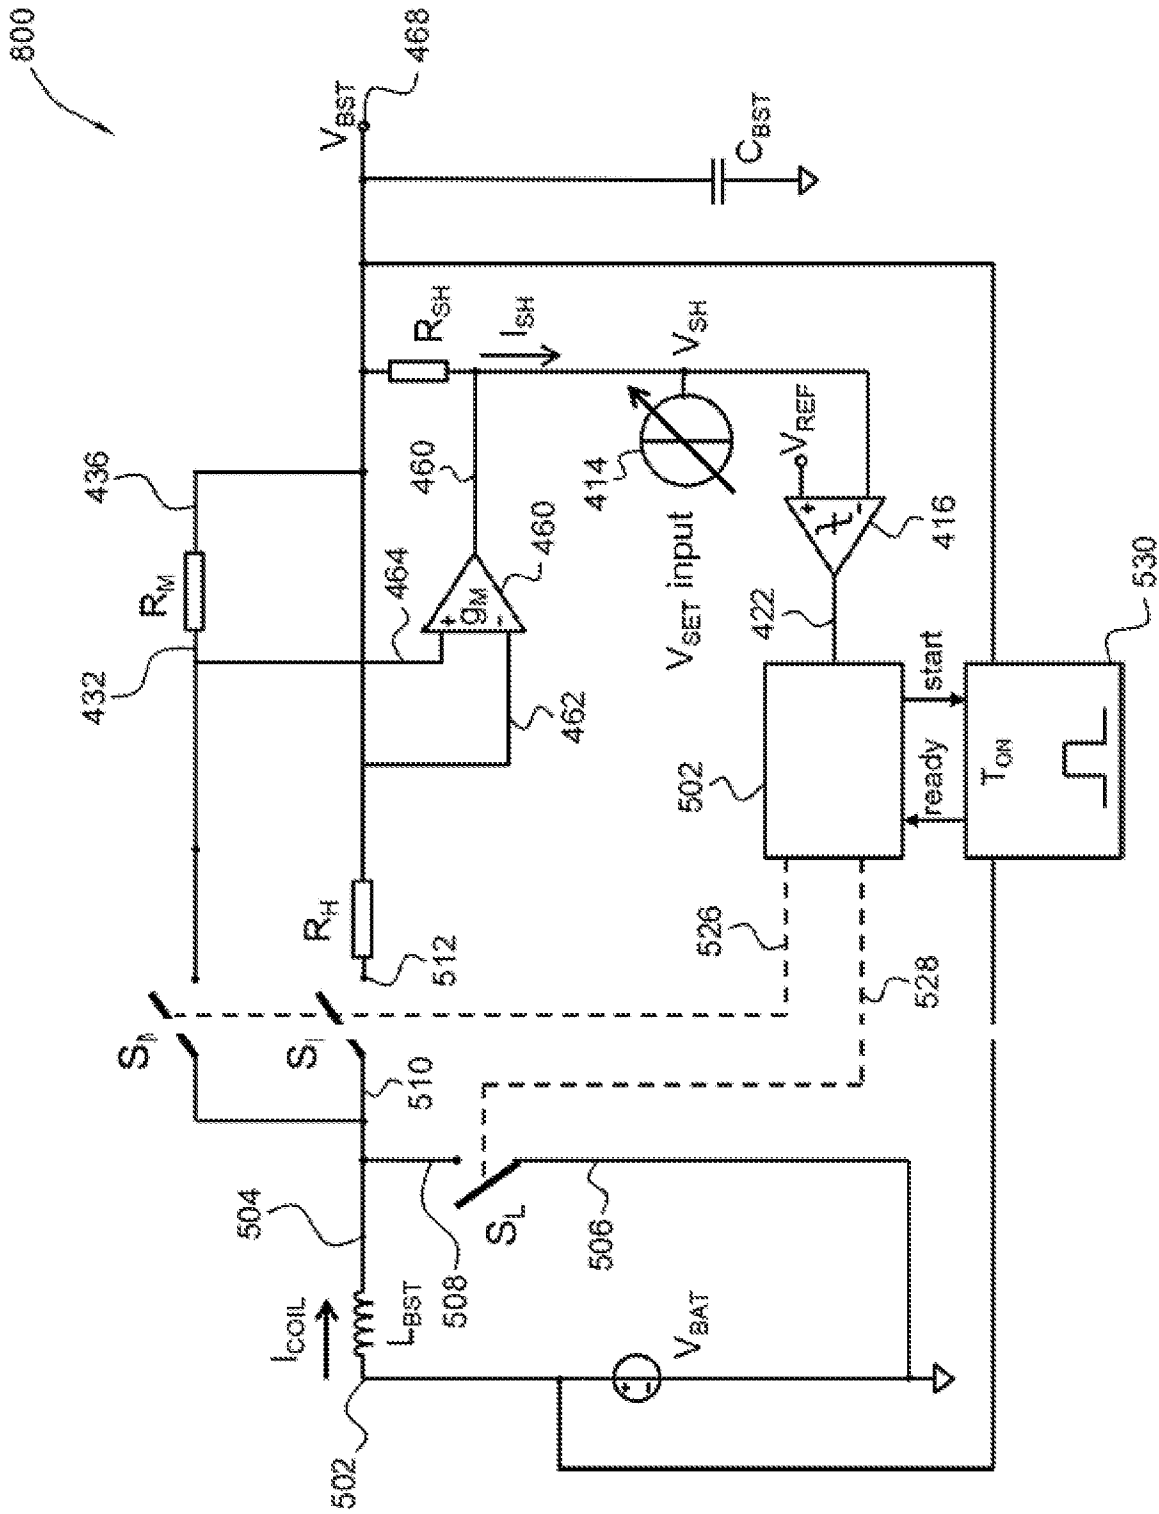 800
V_BST
468
C_BST
R_SH
I_SH
V_SH
436
R_M
432
460
464
g_M
+
-
460
462
414
V_SET input
V_REF
+
-
416
422
502
start
ready
530
T_ON
526
528
R_H
512
S
S
510
504
508
S_L
506
I_COIL
L_BST
502
V_BAT
+
-